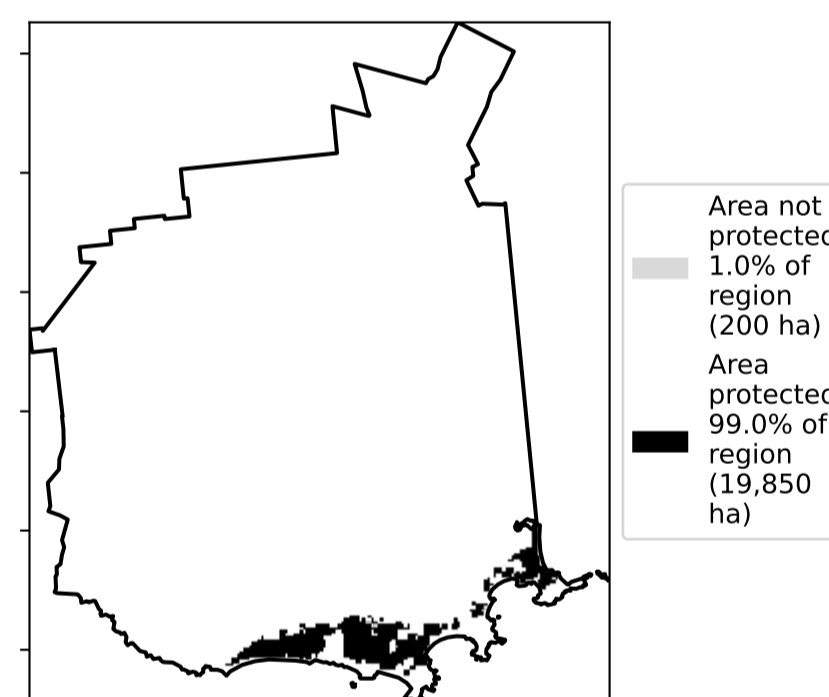 Area not
protected
1.0% of
region
(200 ha)
Area
protected
99.0% of
region
(19,850
ha)